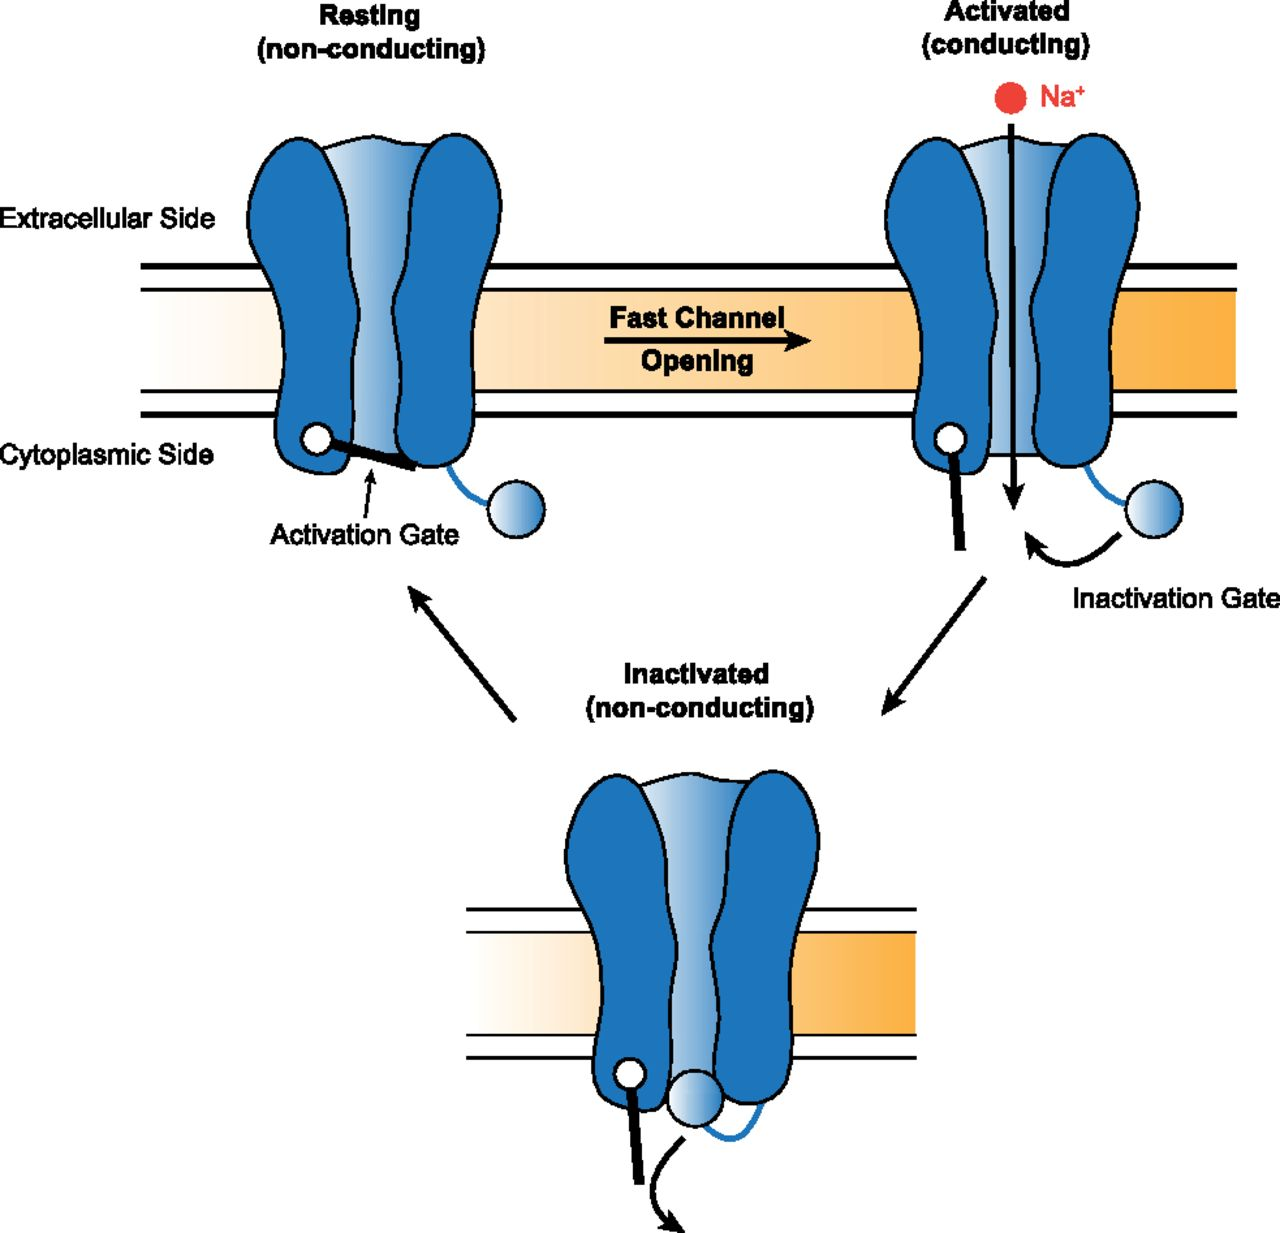 Resting
(non-conducting)
Activated
(conducting)
Na⁺
Extracellular Side
Fast Channel
Opening
Cytoplasmic Side
Activation Gate
Inactivation Gate
Inactivated
(non-conducting)